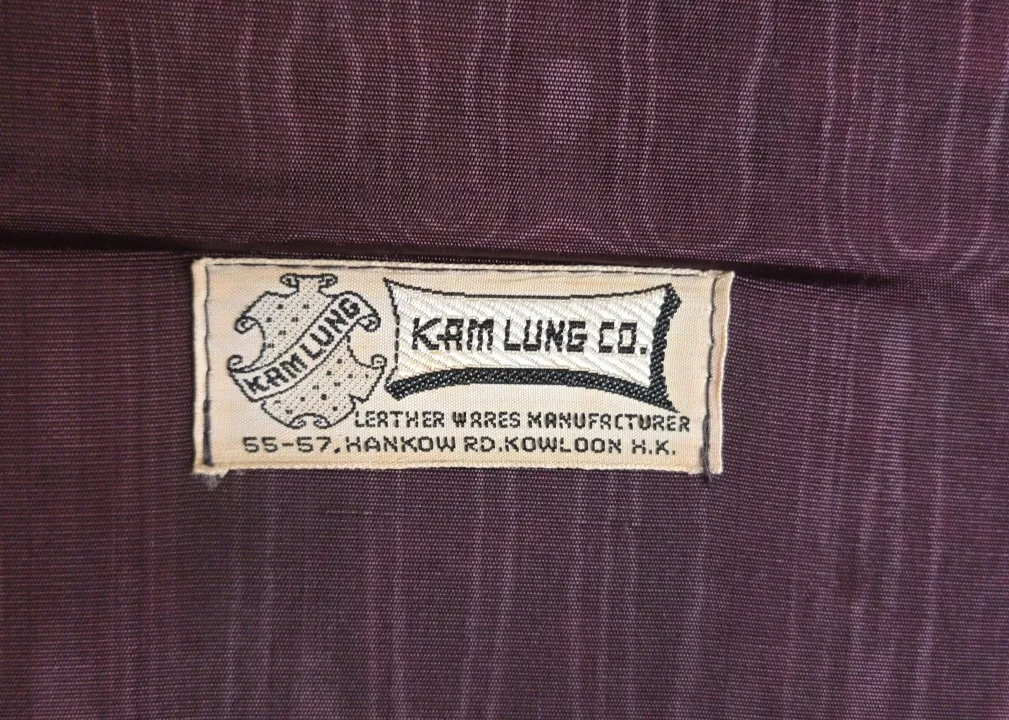 KAM LUNG
KAM LUNG CO.
LEATHER WARES MANUFACTURER
55-57, HANKOW RD. KOWLOON H.K.